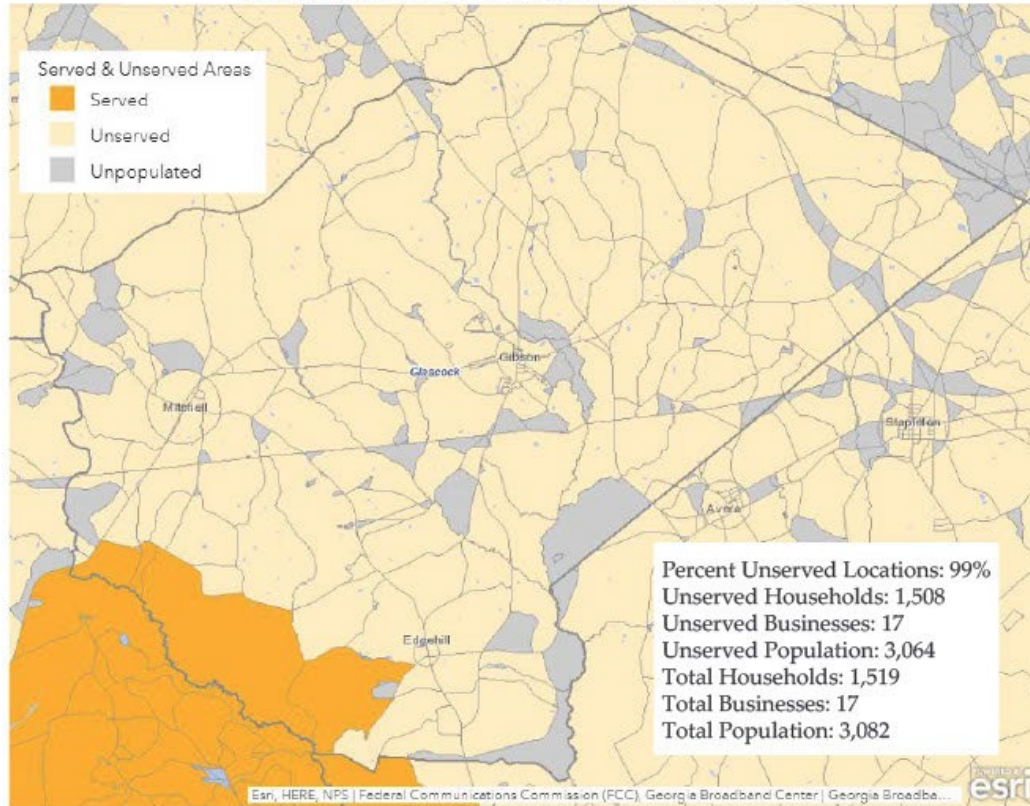 Served & Unserved Areas
Served
Unserved
Unpopulated
Gibson
Glascock
Mitchell
Stapleton
Avera
Edgehill
Percent Unserved Locations: 99%
Unserved Households: 1,508
Unserved Businesses: 17
Unserved Population: 3,064
Total Households: 1,519
Total Businesses: 17
Total Population: 3,082
Esri, HERE, NPS | Federal Communications Commission (FCC), Georgia Broadband Center | Georgia Broadba...
esri